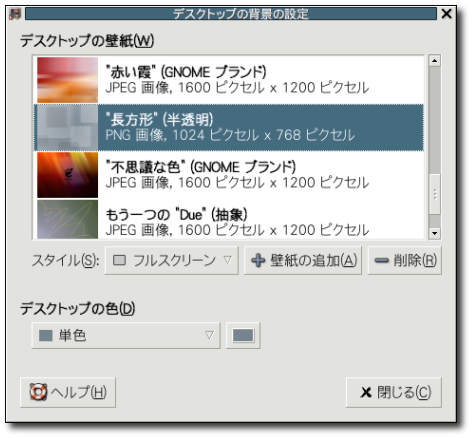 デスクトップの背景の設定
デスクトップの壁紙(W)
"赤い霞" (GNOME ブランド)
JPEG 画像, 1600 ピクセル x 1200 ピクセル
"長方形" (半透明)
PNG 画像, 1024 ピクセル x 768 ピクセル
"不思議な色" (GNOME ブランド)
JPEG 画像, 1600 ピクセル x 1200 ピクセル
もう一つの "Due" (抽象)
JPEG 画像, 1600 ピクセル x 1200 ピクセル
スタイル(S): フルスクリーン 壁紙の追加(A) 削除(R)
デスクトップの色(D)
単色
ヘルプ(H) 閉じる(C)